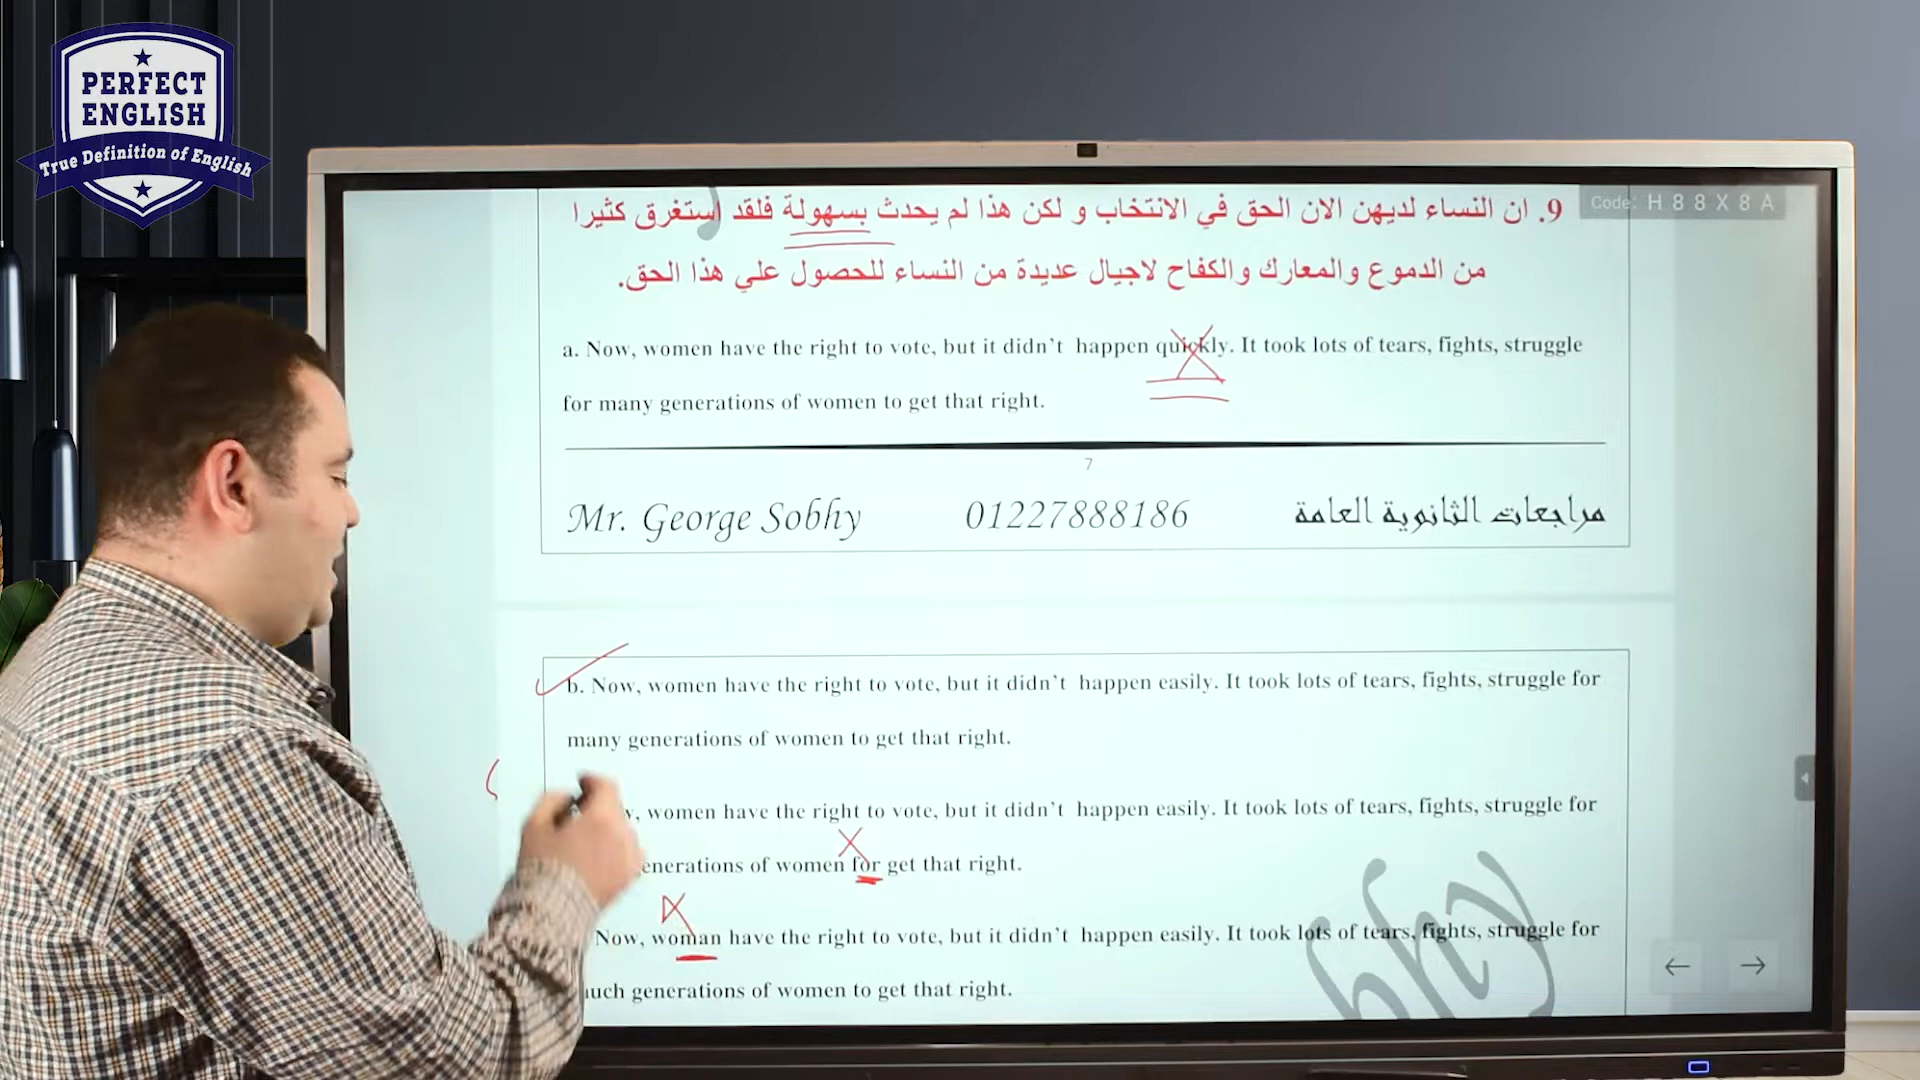 PERFECT
ENGLISH
True Definition of English
Code: H 8 8 X 8 A
9. ان النساء لديهن الان الحق في الانتخاب و لكن هذا لم يحدث بسهولة فلقد استغرق كثيرا
من الدموع والمعارك والكفاح لاجيال عديدة من النساء للحصول علي هذا الحق.
a. Now, women have the right to vote, but it didn't happen quickly. It took lots of tears, fights, struggle
for many generations of women to get that right.
7
Mr. George Sobhy 01227888186 مراجعات الثانوية العامة
b. Now, women have the right to vote, but it didn't happen easily. It took lots of tears, fights, struggle for
many generations of women to get that right.
women have the right to vote, but it didn't happen easily. It took lots of tears, fights, struggle for
of women for get that right.
Now, woman have the right to vote, but it didn't happen easily. It took lots of tears, fights, struggle for
generations of women to get that right.